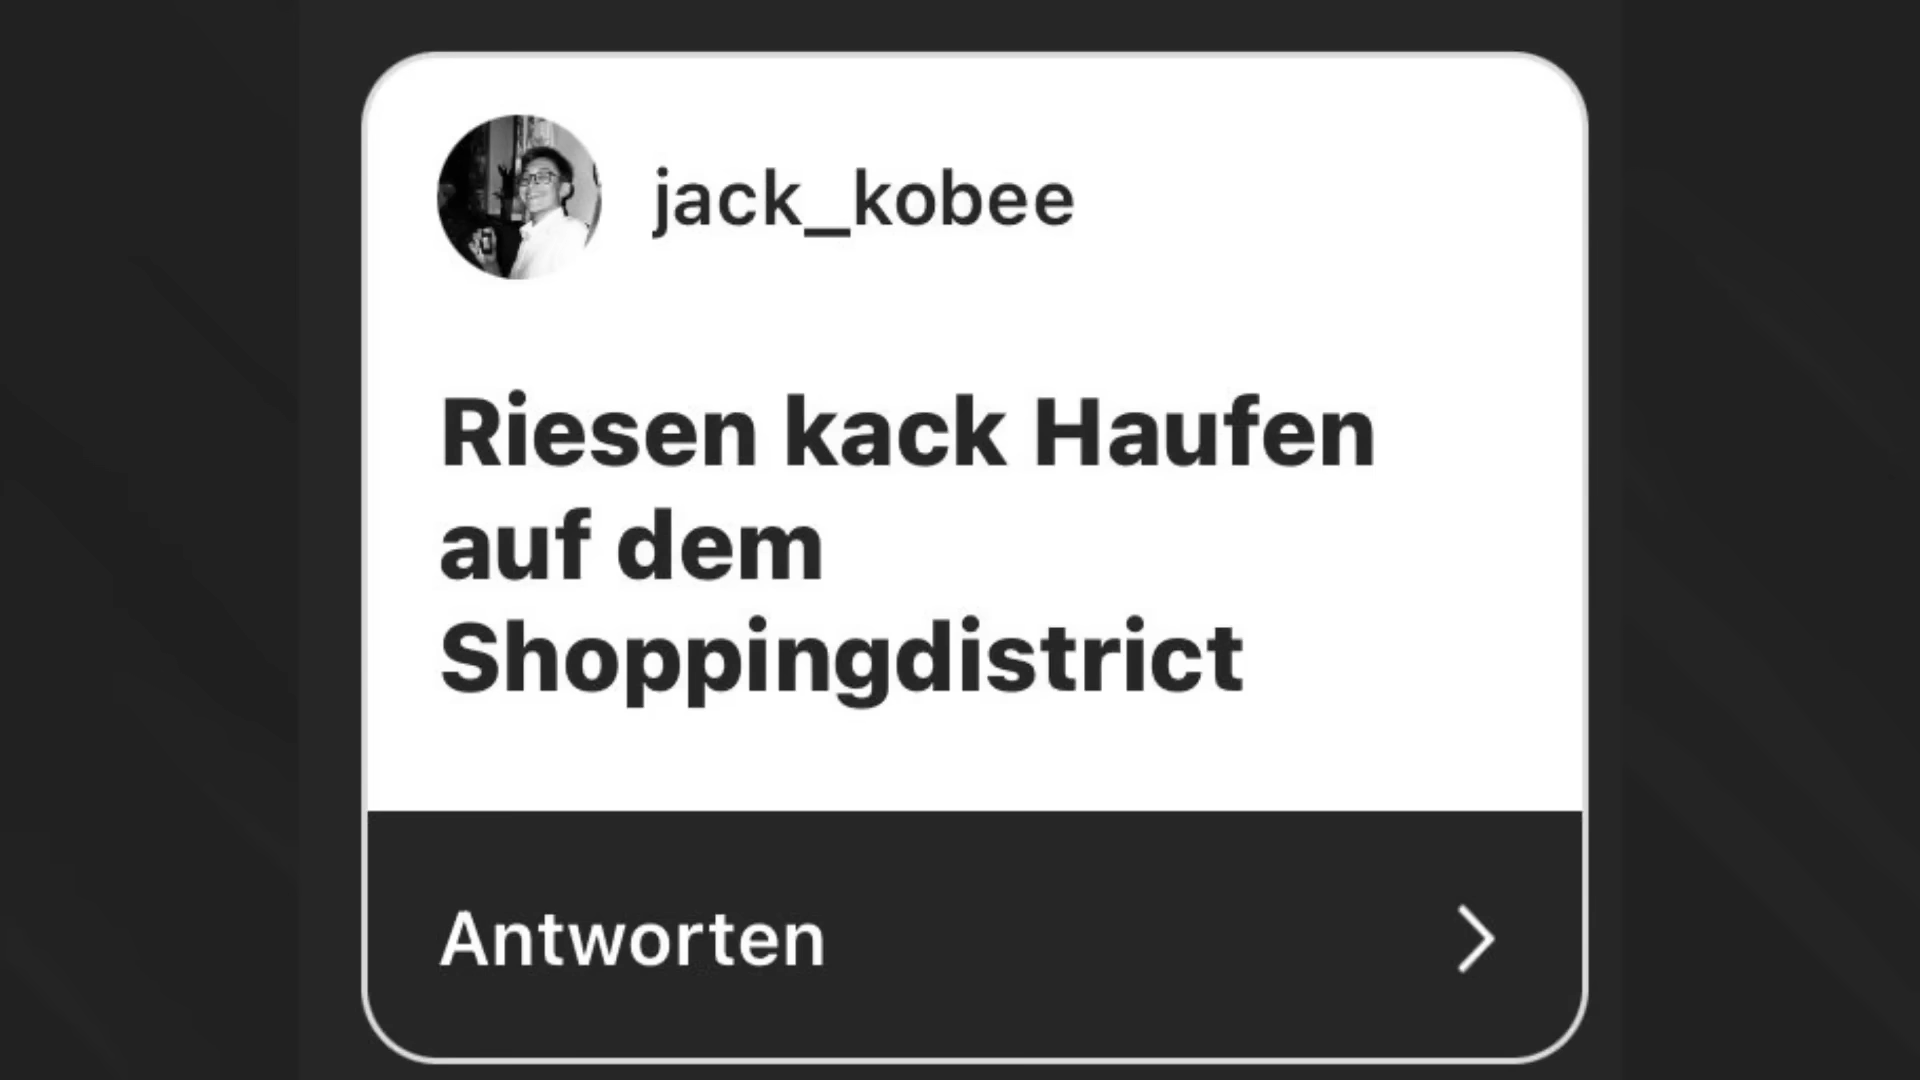 jack_kobee
Riesen kack Haufen
auf dem
Shoppingdistrict
Antworten